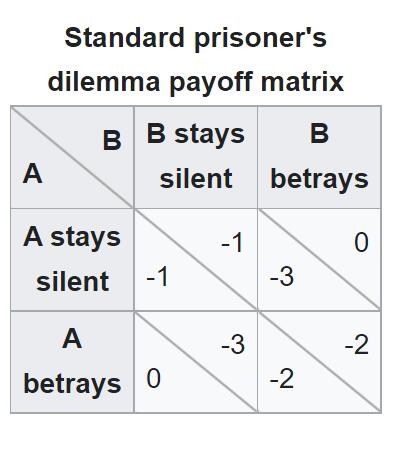 Standard prisoner's
dilemma payoff matrix
B
A
B stays
silent
B
betrays
A stays
silent
-1
-1
0
-3
A
betrays
-3
0
-2
-2